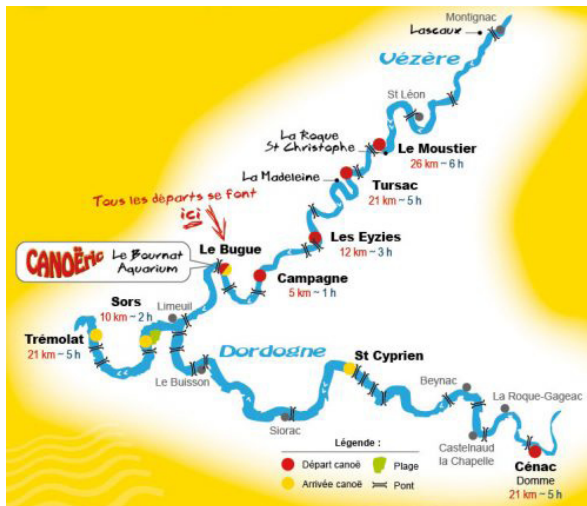 Montignac
Lascaux
Vézère
St Léon
La Roque
St Christophe
Le Moustier
26 km ~ 6 h
La Madeleine
Tursac
21 km ~ 5 h
Tous les départs se font
ici
Les Eyzies
12 km ~ 3 h
Le Bugue
CANOËric
Le Bournat
Aquarium
Campagne
5 km ~ 1 h
Sors
10 km ~ 2 h
Limeuil
Trémolat
21 km ~ 5 h
Dordogne
St Cyprien
Le Buisson
Beynac
La Roque-Gageac
Siorac
Castelnaud
la Chapelle
Cénac
Domme
21 km ~ 5 h
Légende :
Départ canoë
Plage
Arrivée canoë
Pont